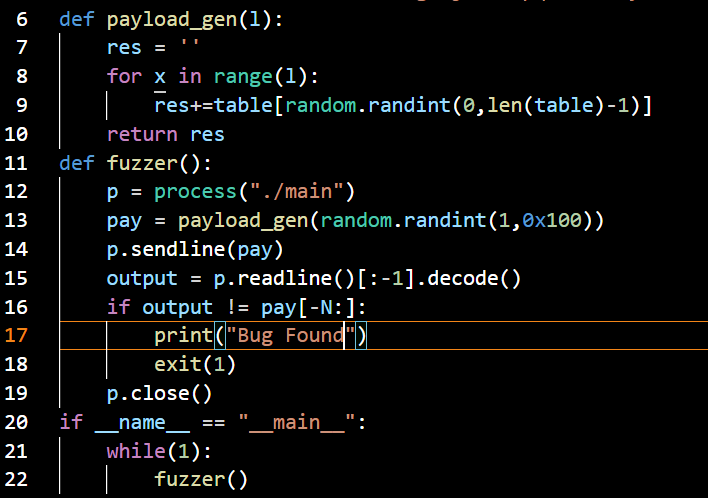 6 def payload_gen(l):
7 res = ''
8 for x in range(l):
9 res+=table[random.randint(0,len(table)-1)]
10 return res
11 def fuzzer():
12 p = process("./main")
13 pay = payload_gen(random.randint(1,0x100))
14 p.sendline(pay)
15 output = p.readline()[:-1].decode()
16 if output != pay[-N:]:
17 print("Bug Found")
18 exit(1)
19 p.close()
20 if __name__ == "__main__":
21 while(1):
22 fuzzer()